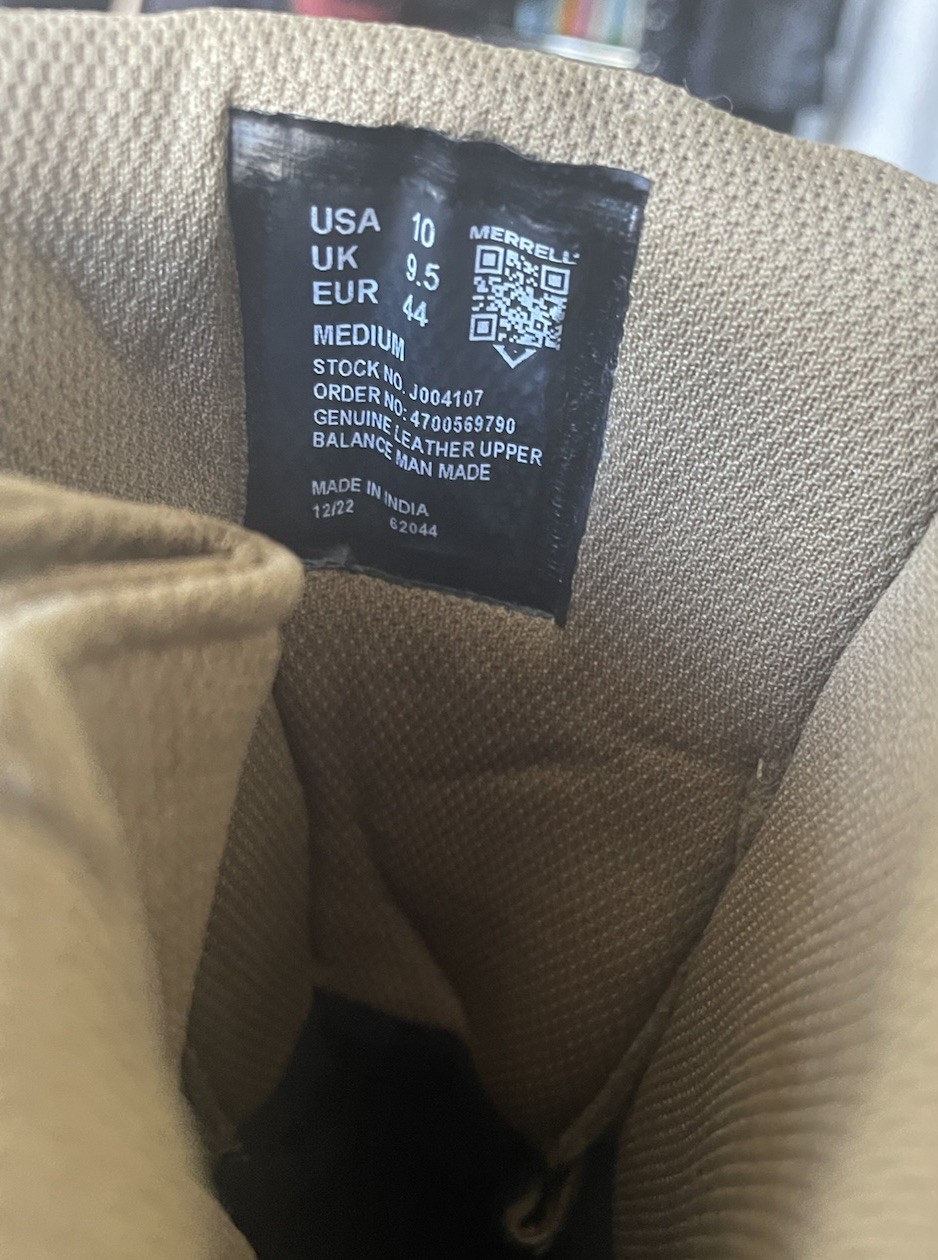 USA 10
UK 9.5
EUR 44
MERRELL
MEDIUM
STOCK NO. J004107
ORDER NO: 4700569790
GENUINE LEATHER UPPER
BALANCE MAN MADE
MADE IN INDIA
12/22 62044